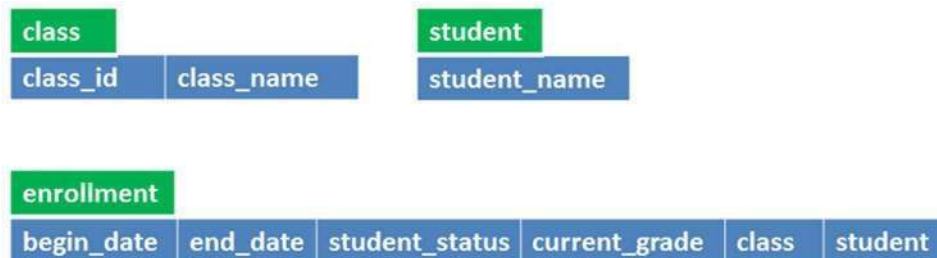 class student
class_id class_name student_name
enrollment
begin_date end_date student_status current_grade class student